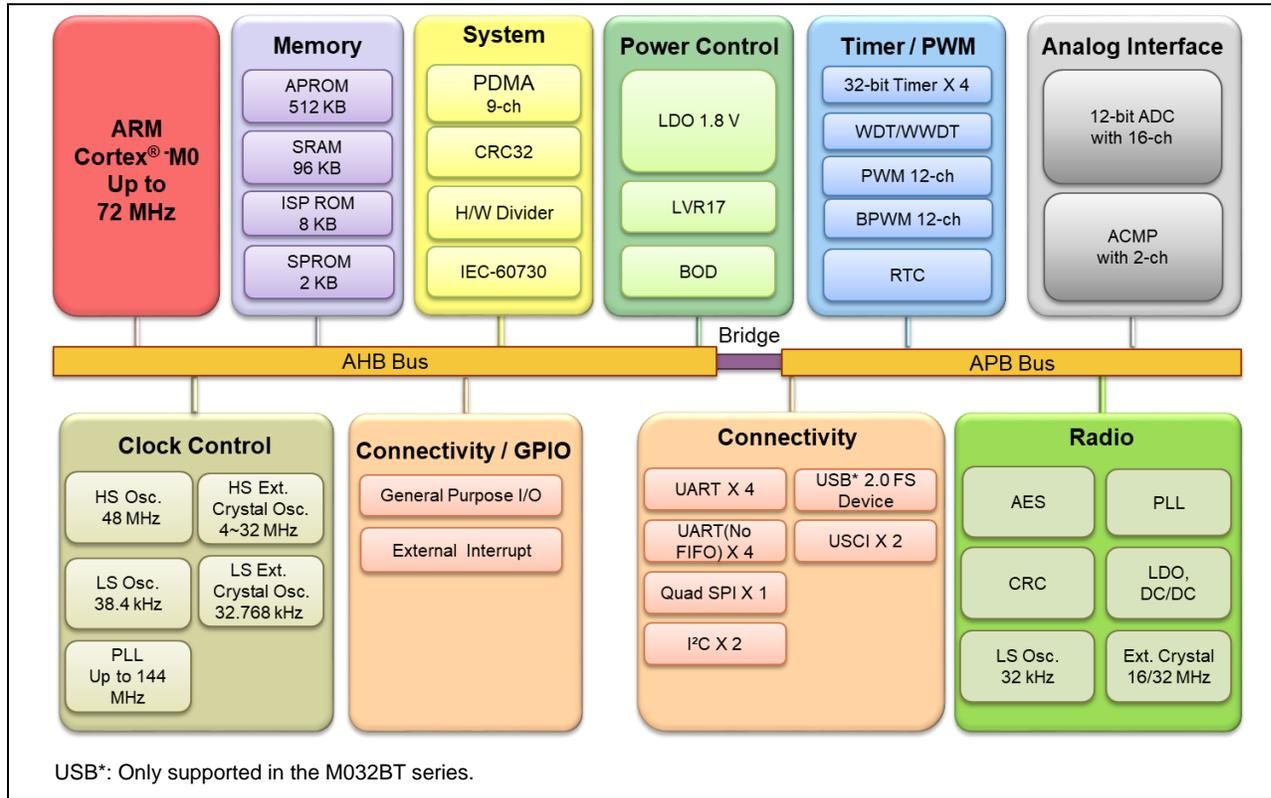 ARM
Cortex® -M0
Up to
72 MHz
Memory
APROM
512 KB
SRAM
96 KB
ISP ROM
8 KB
SPROM
2 KB
System
PDMA
9-ch
CRC32
H/W Divider
IEC-60730
Power Control
LDO 1.8 V
LVR17
BOD
Timer / PWM
32-bit Timer X 4
WDT/WWDT
PWM 12-ch
BPWM 12-ch
RTC
Analog Interface
12-bit ADC
with 16-ch
ACMP
with 2-ch
AHB Bus
Bridge
APB Bus
Clock Control
HS Osc.
48 MHz
HS Ext.
Crystal Osc.
4~32 MHz
LS Osc.
38.4 kHz
LS Ext.
Crystal Osc.
32.768 kHz
PLL
Up to 144
MHz
Connectivity / GPIO
General Purpose I/O
External Interrupt
Connectivity
UART X 4
USB* 2.0 FS
Device
UART(No
FIFO) X 4
USCI X 2
Quad SPI X 1
I²C X 2
Radio
AES
PLL
CRC
LDO,
DC/DC
LS Osc.
32 kHz
Ext. Crystal
16/32 MHz
USB*: Only supported in the M032BT series.